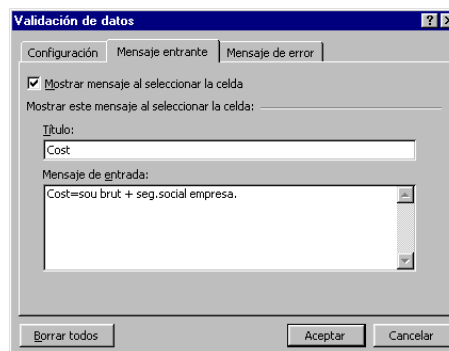 Validación de datos
Configuración Mensaje entrante Mensaje de error
Mostrar mensaje al seleccionar la celda
Mostrar este mensaje al seleccionar la celda:
Título:
Cost
Mensaje de entrada:
Cost=sou brut + seg.social empresa.
Borrar todos Aceptar Cancelar